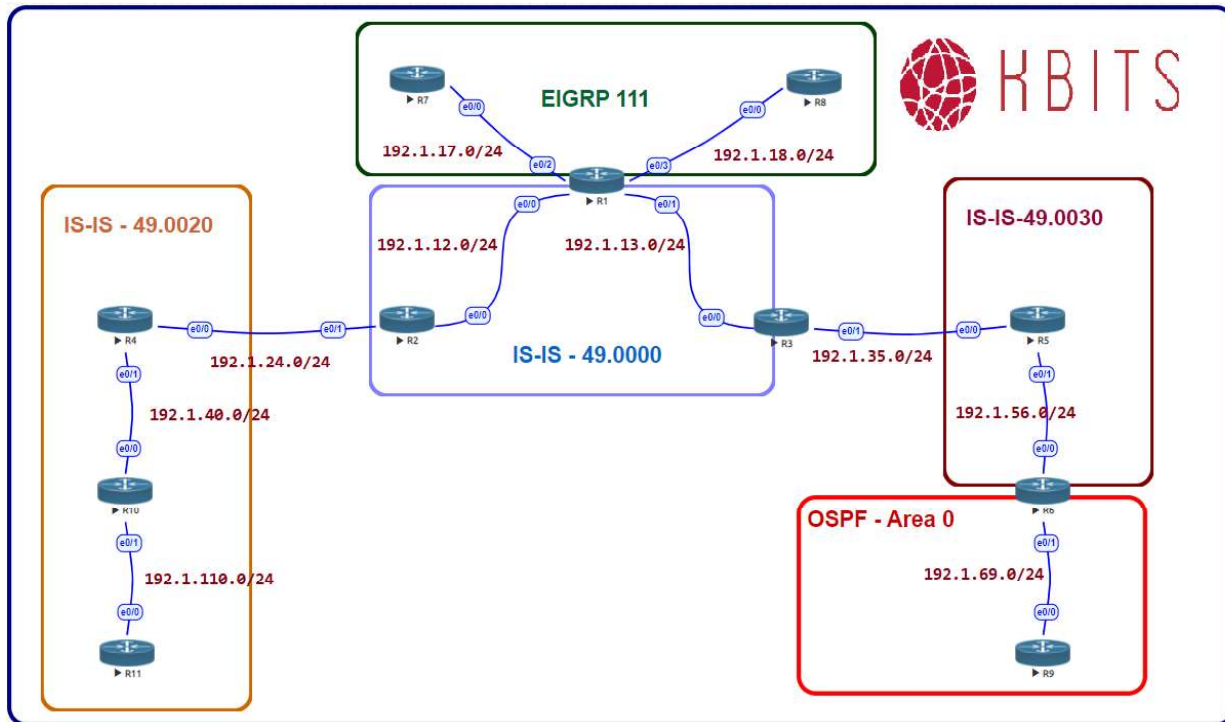 KBITS
EIGRP 111
▶ R7
▶ R8
e0/0
e0/0
192.1.17.0/24
192.1.18.0/24
e0/2
e0/3
▶ R1
IS-IS - 49.0020
e0/0
e0/1
IS-IS-49.0030
192.1.12.0/24
192.1.13.0/24
▶ R4
e0/0
e0/1
▶ R2
e0/0
IS-IS - 49.0000
e0/0
▶ R3
e0/1
e0/0
▶ R5
192.1.24.0/24
192.1.35.0/24
e0/1
e0/1
192.1.40.0/24
192.1.56.0/24
e0/0
e0/0
▶ R10
▶ R6
OSPF - Area 0
e0/1
e0/1
192.1.110.0/24
192.1.69.0/24
e0/0
e0/0
▶ R11
▶ R9